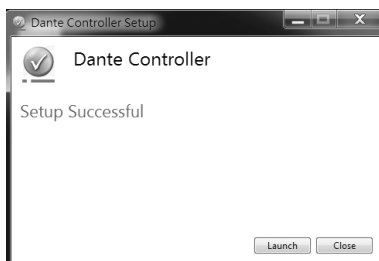 Dante Controller Setup
Dante Controller
Setup Successful
Launch Close